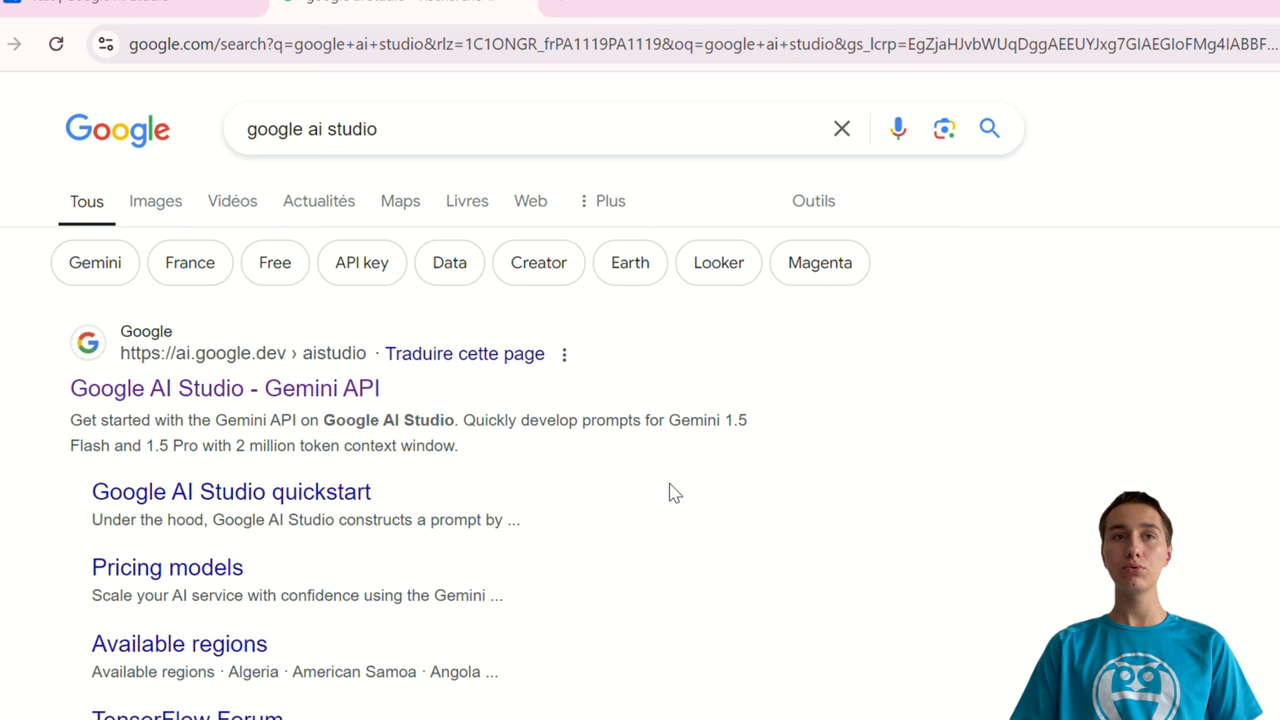 google.com/search?q=google+ai+studio&rlz=1C1ONGR_frPA1119PA1119&oq=google+ai+studio&gs_lcrp=EgZjaHJvbWUqDggAEEUYJxg7GIAEGIoFMg4IABBF...
Google
google ai studio
Tous Images Vidéos Actualités Maps Livres Web Plus Outils
Gemini France Free API key Data Creator Earth Looker Magenta
Google
https://ai.google.dev › aistudio · Traduire cette page
Google AI Studio - Gemini API
Get started with the Gemini API on Google AI Studio. Quickly develop prompts for Gemini 1.5
Flash and 1.5 Pro with 2 million token context window.
Google AI Studio quickstart
Under the hood, Google AI Studio constructs a prompt by ...
Pricing models
Scale your AI service with confidence using the Gemini ...
Available regions
Available regions · Algeria · American Samoa · Angola ...
TensorFlow Forum